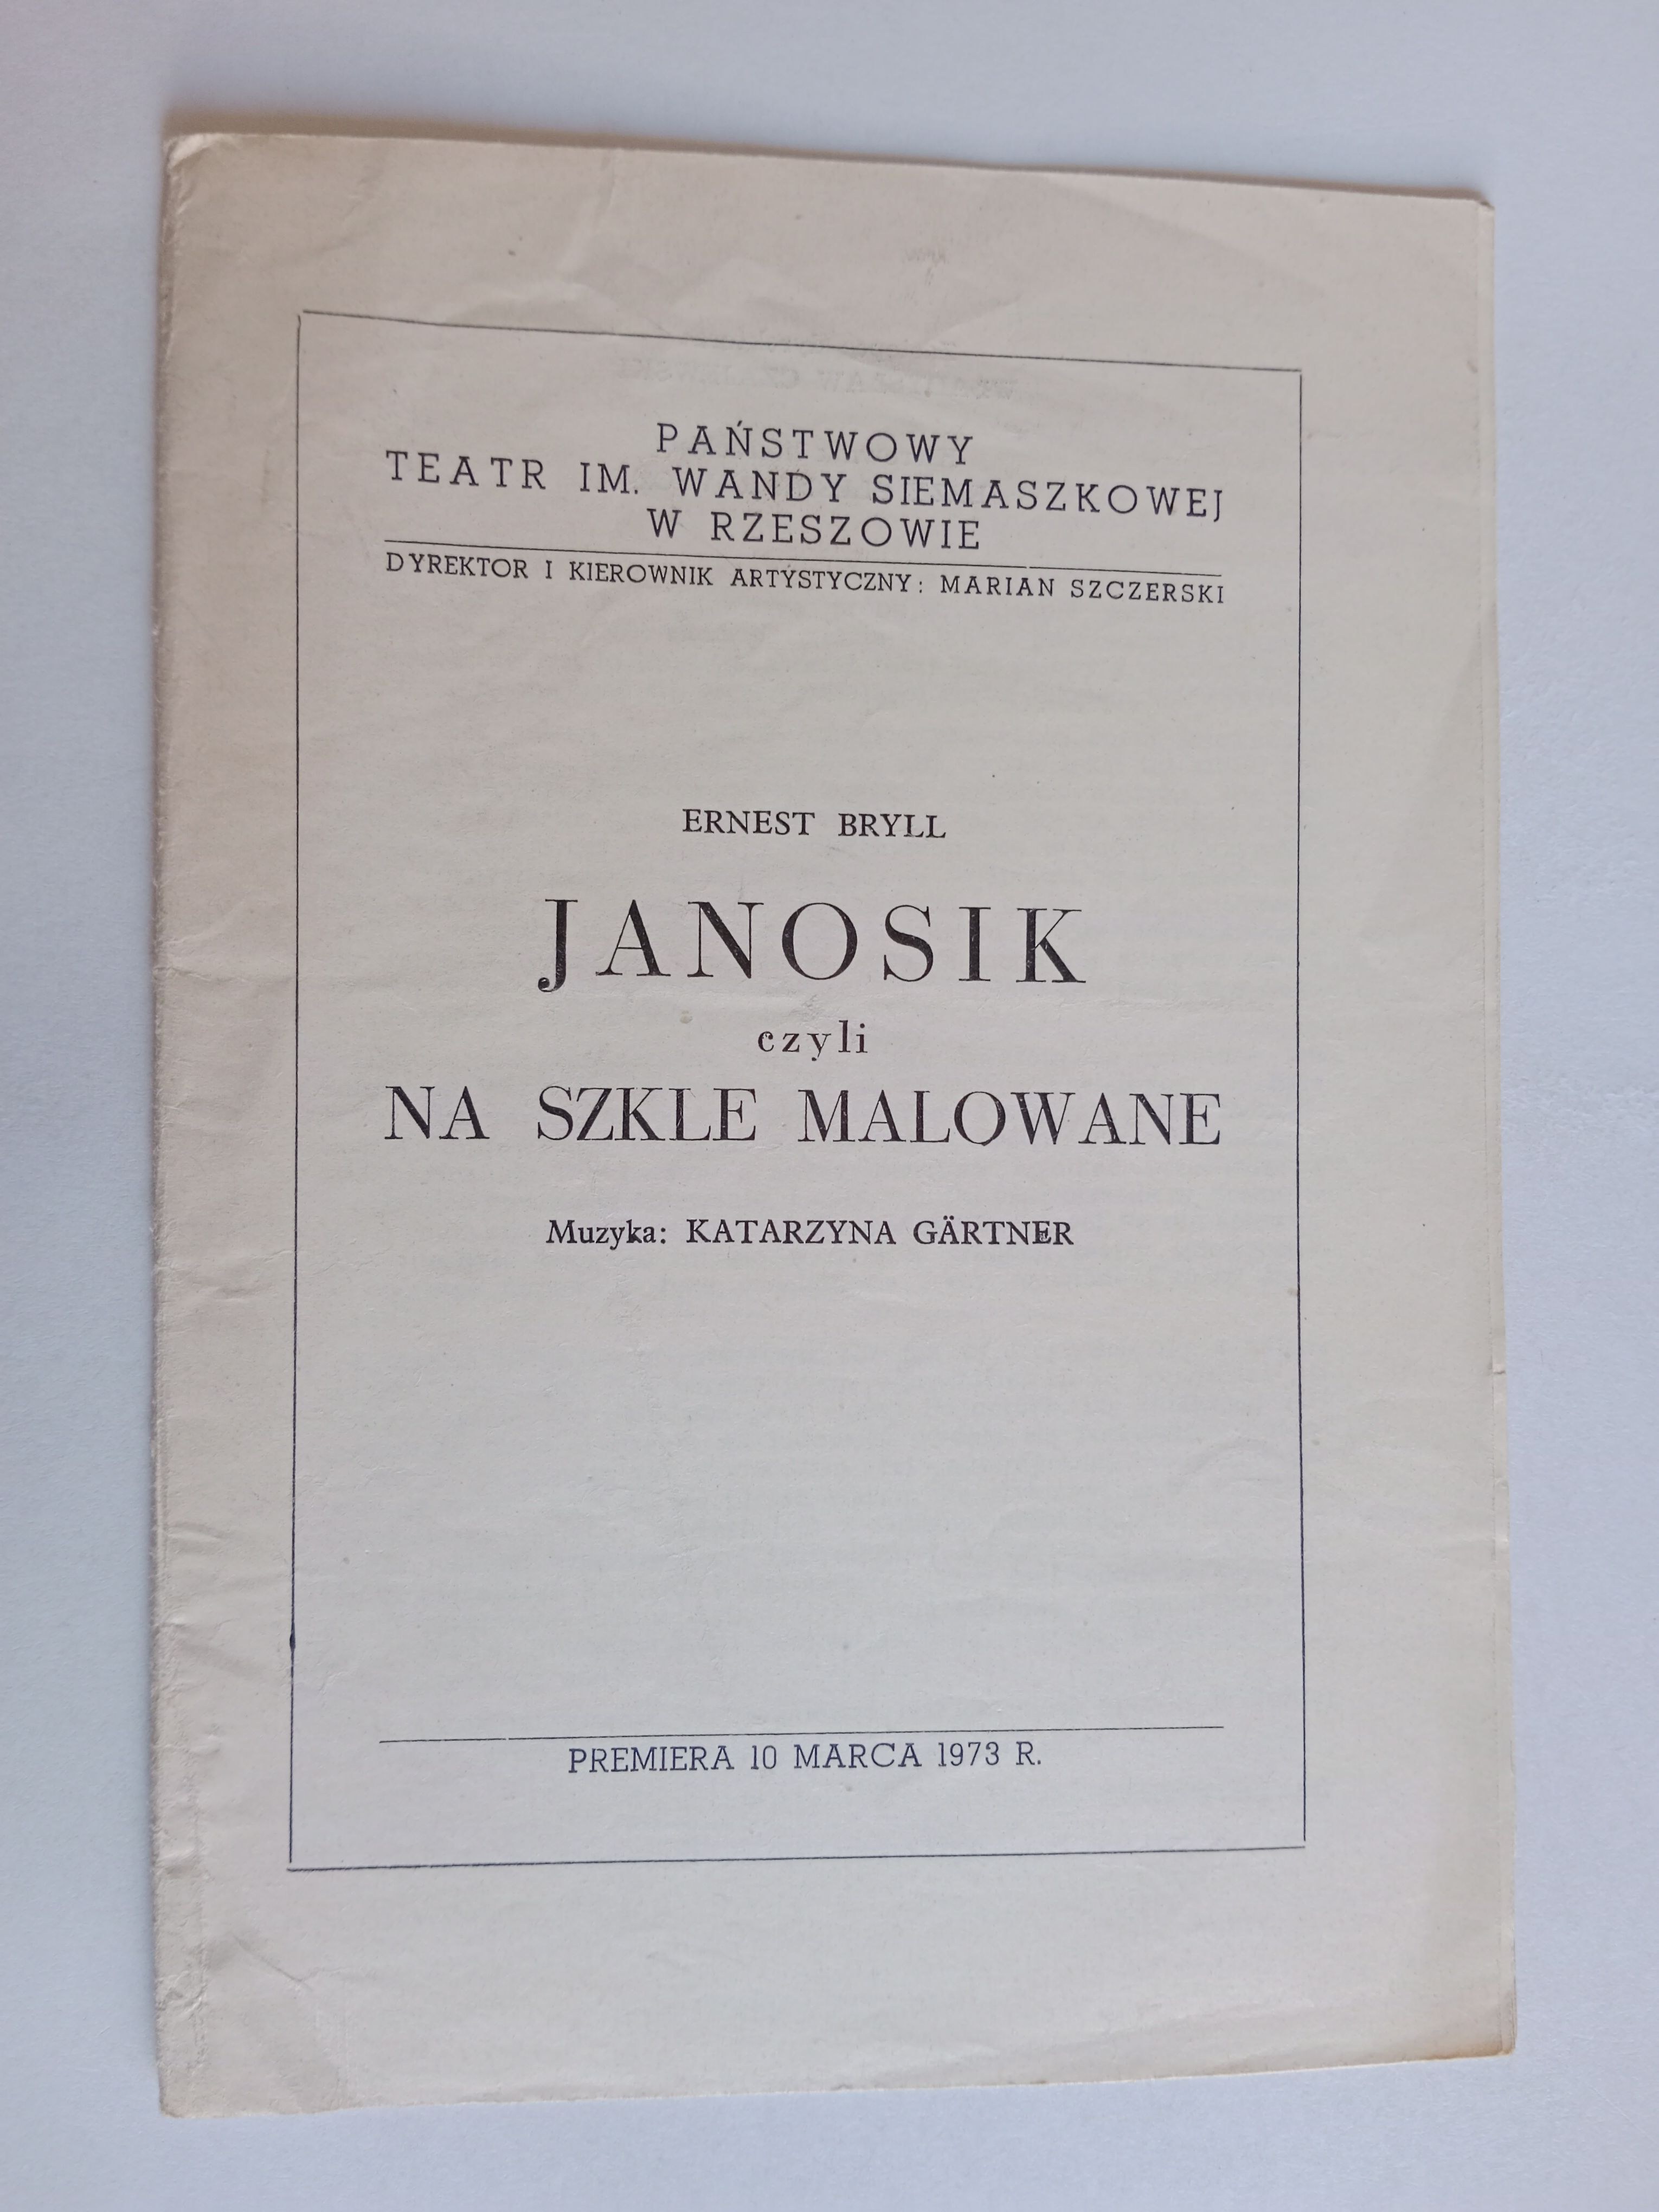 PAŃSTWOWY
TEATR IM. WANDY SIEMASZKOWEJ
W RZESZOWIE
DYREKTOR I KIEROWNIK ARTYSTYCZNY: MARIAN SZCZERSKI
ERNEST BRYLL
JANOSIK
czyli
NA SZKLE MALOWANE
Muzyka: KATARZYNA GÄRTNER
PREMIERA 10 MARCA 1973 R.